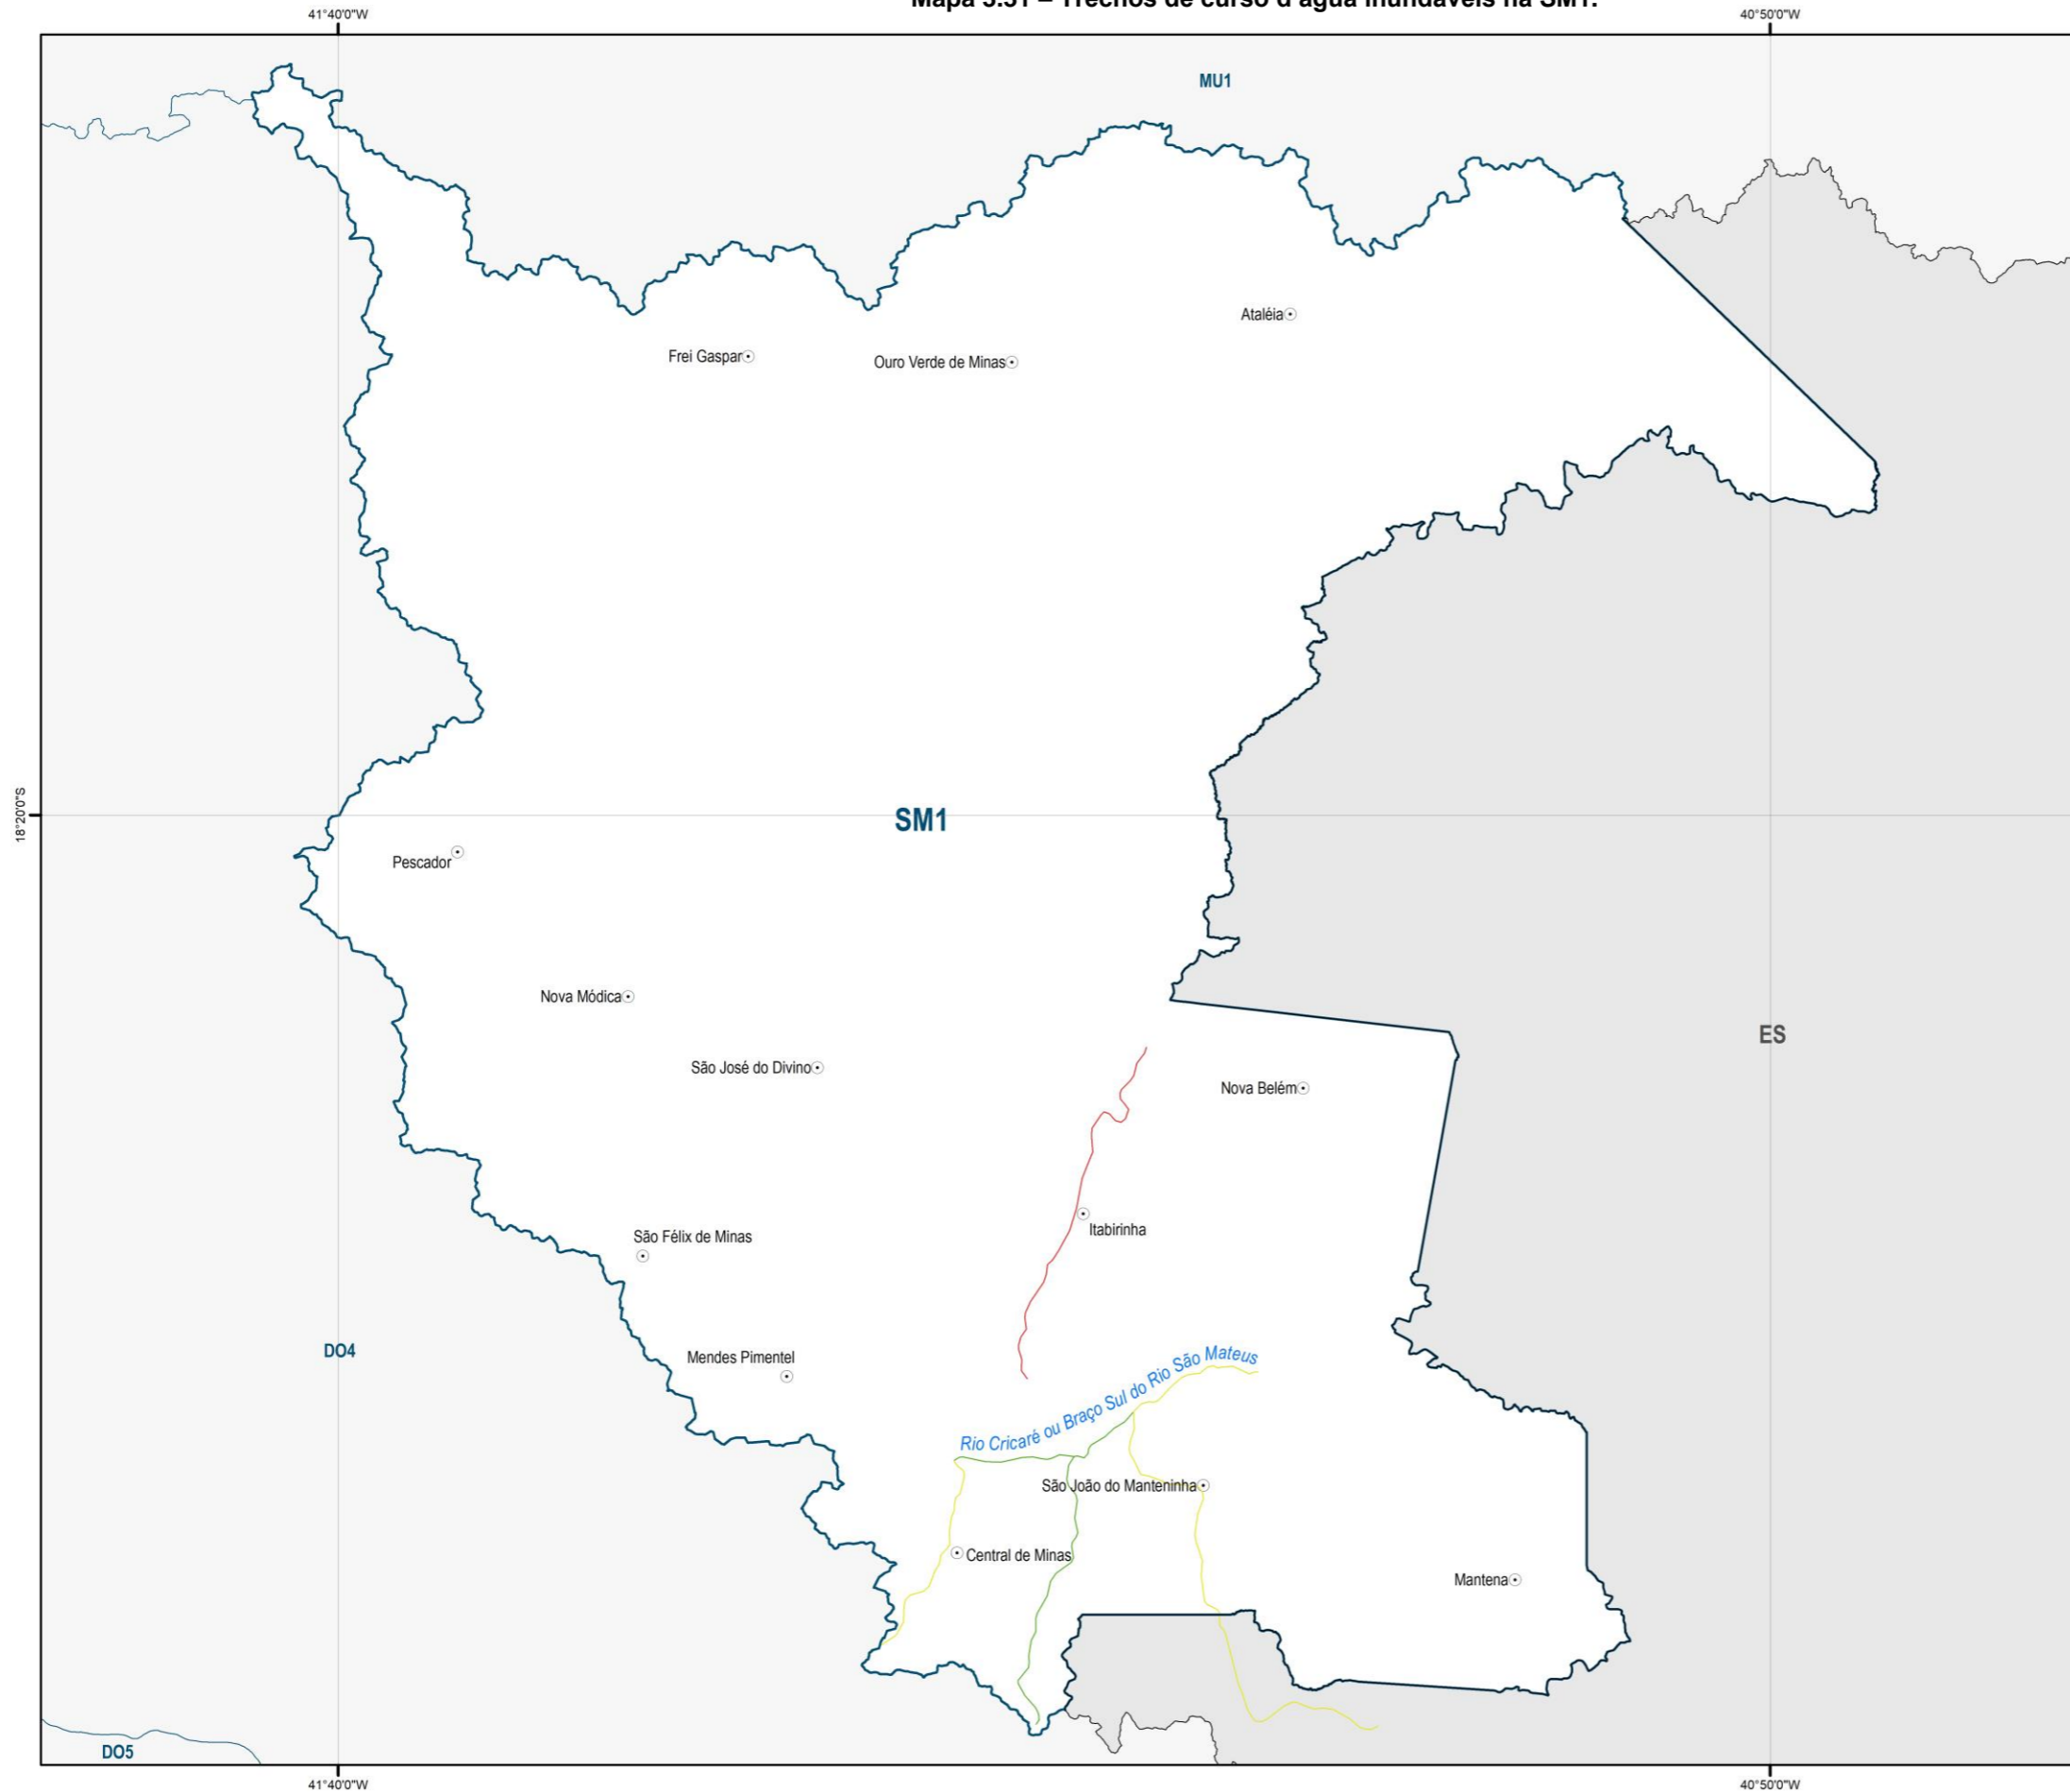 Mapa 3.31 – Trechos de curso d'água inundáveis na SM1.
41°40'0"W
40°50'0"W
MU1
Ataléia
Frei Gaspar
Ouro Verde de Minas
18°20'0"S
SM1
Pescador
Nova Módica
ES
São José do Divino
Nova Belém
Itabirinha
São Félix de Minas
DO4
Mendes Pimentel
Rio Cricaré ou Braço Sul do Rio São Mateus
São João do Manteninha
Central de Minas
Mantena
DO5
41°40'0"W
40°50'0"W